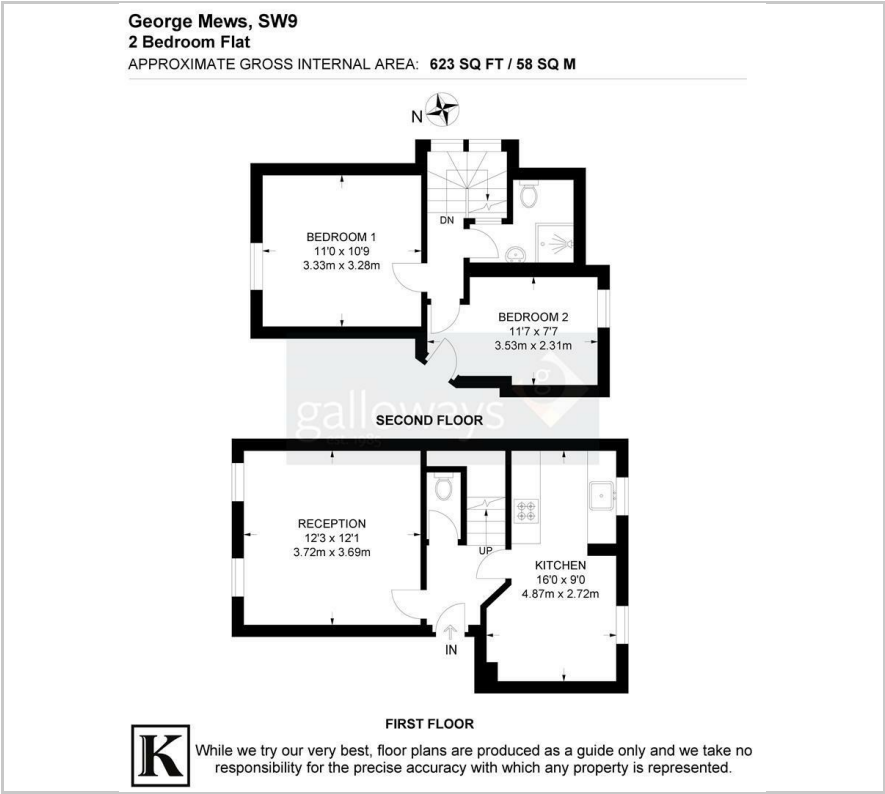 George Mews, SW9
2 Bedroom Flat
APPROXIMATE GROSS INTERNAL AREA: 623 SQ FT / 58 SQ M
N
DN
BEDROOM 1
11'0 x 10'9
3.33m x 3.28m
BEDROOM 2
11'7 x 7'7
3.53m x 2.31m
g
galloways
est. 1985
SECOND FLOOR
RECEPTION
12'3 x 12'1
3.72m x 3.69m
UP
KITCHEN
16'0 x 9'0
4.87m x 2.72m
IN
FIRST FLOOR
K
While we try our very best, floor plans are produced as a guide only and we take no
responsibility for the precise accuracy with which any property is represented.